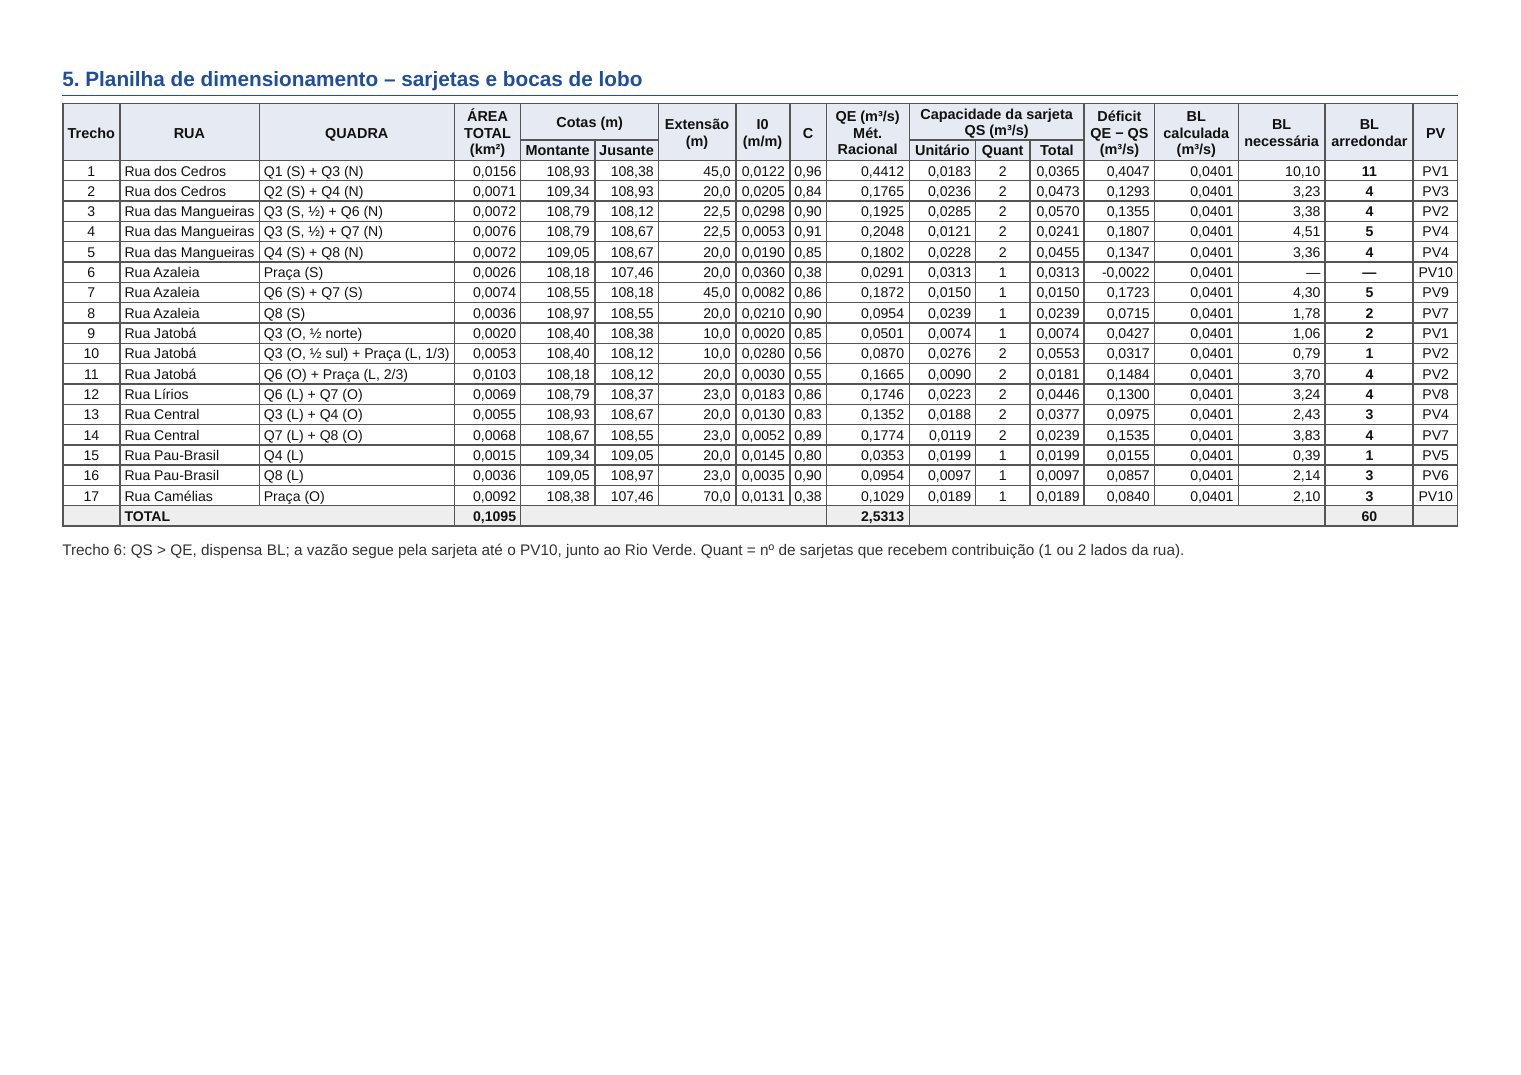 5. Planilha de dimensionamento – sarjetas e bocas de lobo
Trecho RUA QUADRA ÁREA TOTAL (km²) Cotas (m) Extensão (m) I0 (m/m) C QE (m³/s) Mét. Racional Capacidade da sarjeta QS (m³/s) Déficit QE − QS (m³/s) BL calculada (m³/s) BL necessária BL arredondar PV
Montante Jusante Unitário Quant Total
1 Rua dos Cedros Q1 (S) + Q3 (N) 0,0156 108,93 108,38 45,0 0,0122 0,96 0,4412 0,0183 2 0,0365 0,4047 0,0401 10,10 11 PV1
2 Rua dos Cedros Q2 (S) + Q4 (N) 0,0071 109,34 108,93 20,0 0,0205 0,84 0,1765 0,0236 2 0,0473 0,1293 0,0401 3,23 4 PV3
3 Rua das Mangueiras Q3 (S, ½) + Q6 (N) 0,0072 108,79 108,12 22,5 0,0298 0,90 0,1925 0,0285 2 0,0570 0,1355 0,0401 3,38 4 PV2
4 Rua das Mangueiras Q3 (S, ½) + Q7 (N) 0,0076 108,79 108,67 22,5 0,0053 0,91 0,2048 0,0121 2 0,0241 0,1807 0,0401 4,51 5 PV4
5 Rua das Mangueiras Q4 (S) + Q8 (N) 0,0072 109,05 108,67 20,0 0,0190 0,85 0,1802 0,0228 2 0,0455 0,1347 0,0401 3,36 4 PV4
6 Rua Azaleia Praça (S) 0,0026 108,18 107,46 20,0 0,0360 0,38 0,0291 0,0313 1 0,0313 -0,0022 0,0401 — — PV10
7 Rua Azaleia Q6 (S) + Q7 (S) 0,0074 108,55 108,18 45,0 0,0082 0,86 0,1872 0,0150 1 0,0150 0,1723 0,0401 4,30 5 PV9
8 Rua Azaleia Q8 (S) 0,0036 108,97 108,55 20,0 0,0210 0,90 0,0954 0,0239 1 0,0239 0,0715 0,0401 1,78 2 PV7
9 Rua Jatobá Q3 (O, ½ norte) 0,0020 108,40 108,38 10,0 0,0020 0,85 0,0501 0,0074 1 0,0074 0,0427 0,0401 1,06 2 PV1
10 Rua Jatobá Q3 (O, ½ sul) + Praça (L, 1/3) 0,0053 108,40 108,12 10,0 0,0280 0,56 0,0870 0,0276 2 0,0553 0,0317 0,0401 0,79 1 PV2
11 Rua Jatobá Q6 (O) + Praça (L, 2/3) 0,0103 108,18 108,12 20,0 0,0030 0,55 0,1665 0,0090 2 0,0181 0,1484 0,0401 3,70 4 PV2
12 Rua Lírios Q6 (L) + Q7 (O) 0,0069 108,79 108,37 23,0 0,0183 0,86 0,1746 0,0223 2 0,0446 0,1300 0,0401 3,24 4 PV8
13 Rua Central Q3 (L) + Q4 (O) 0,0055 108,93 108,67 20,0 0,0130 0,83 0,1352 0,0188 2 0,0377 0,0975 0,0401 2,43 3 PV4
14 Rua Central Q7 (L) + Q8 (O) 0,0068 108,67 108,55 23,0 0,0052 0,89 0,1774 0,0119 2 0,0239 0,1535 0,0401 3,83 4 PV7
15 Rua Pau-Brasil Q4 (L) 0,0015 109,34 109,05 20,0 0,0145 0,80 0,0353 0,0199 1 0,0199 0,0155 0,0401 0,39 1 PV5
16 Rua Pau-Brasil Q8 (L) 0,0036 109,05 108,97 23,0 0,0035 0,90 0,0954 0,0097 1 0,0097 0,0857 0,0401 2,14 3 PV6
17 Rua Camélias Praça (O) 0,0092 108,38 107,46 70,0 0,0131 0,38 0,1029 0,0189 1 0,0189 0,0840 0,0401 2,10 3 PV10
TOTAL 0,1095 2,5313 60
Trecho 6: QS > QE, dispensa BL; a vazão segue pela sarjeta até o PV10, junto ao Rio Verde. Quant = nº de sarjetas que recebem contribuição (1 ou 2 lados da rua).